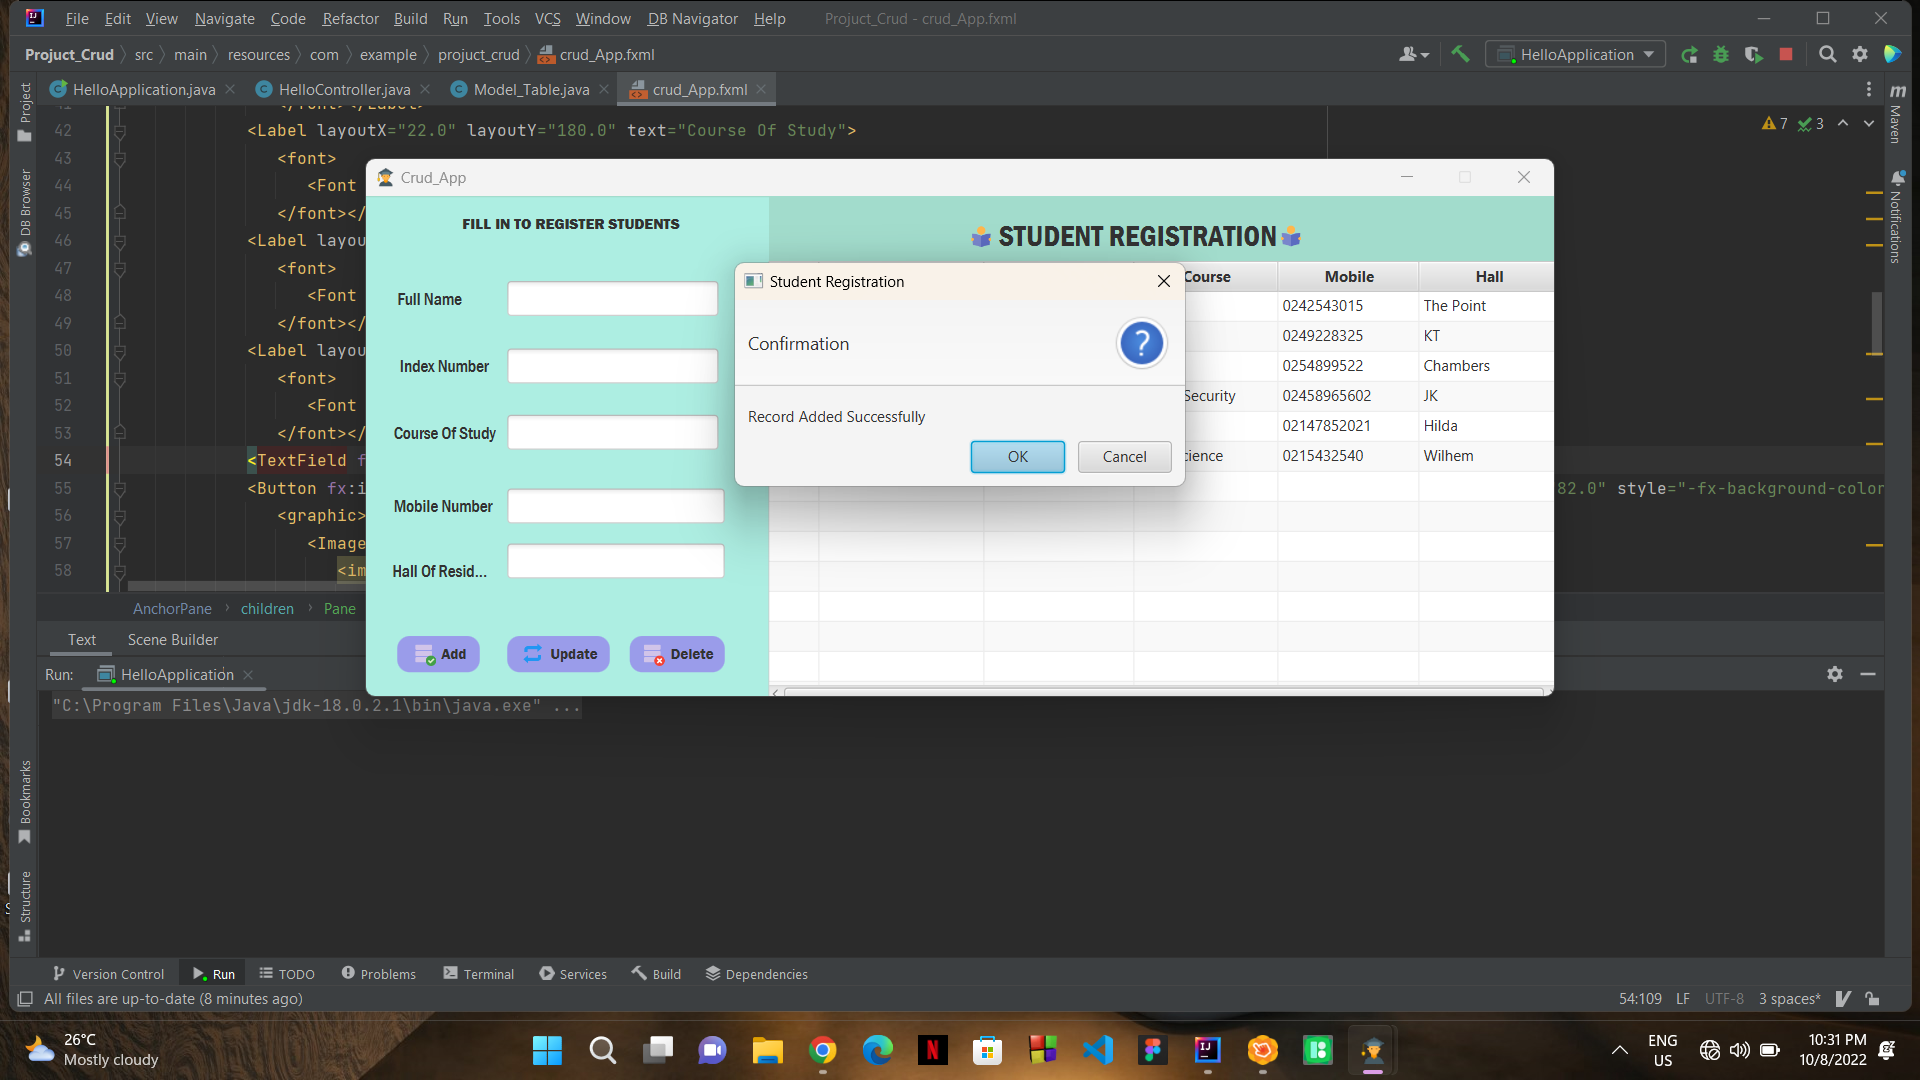 File Edit View Navigate Code Refactor Build Run Tools VCS Window DB Navigator Help Projuct_Crud - crud_App.fxml
Projuct_Crud src main resources com example projuct_crud crud_App.fxml HelloApplication
HelloApplication.java HelloController.java Model_Table.java crud_App.fxml
Project
DB Browser
Bookmarks
Structure
Maven
Notifications
7 3
42 <Label layoutX="22.0" layoutY="180.0" text="Course Of Study">
43 <font>
44 <Font
45 </font></
46 <Label layou
47 <font>
48 <Font
49 </font></
50 <Label layou
51 <font>
52 <Font
53 </font></
54 <TextField f
55 <Button fx:i 82.0" style="-fx-background-color
56 <graphic>
57 <Image
58 <im
AnchorPane children Pane
Text Scene Builder
Run: HelloApplication
"C:\Program Files\Java\jdk-18.0.2.1\bin\java.exe" ...
Crud_App
FILL IN TO REGISTER STUDENTS
Full Name
Index Number
Course Of Study
Mobile Number
Hall Of Resid...
Add Update Delete
STUDENT REGISTRATION
Course Mobile Hall
0242543015 The Point
0249228325 KT
0254899522 Chambers
Security 02458965602 JK
02147852021 Hilda
cience 0215432540 Wilhem
Student Registration
Confirmation
?
Record Added Successfully
OK Cancel
Version Control Run TODO Problems Terminal Services Build Dependencies
All files are up-to-date (8 minutes ago) 54:109 LF UTF-8 3 spaces*
26°C
Mostly cloudy
ENG
US
10:31 PM
10/8/2022